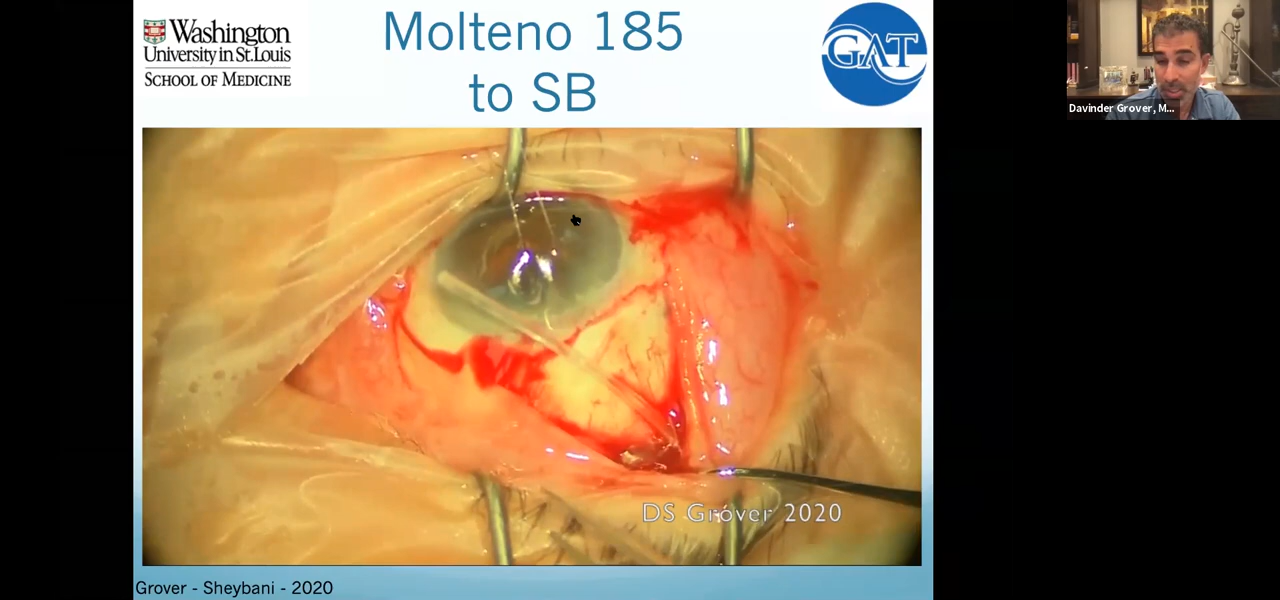 Washington
University in St.Louis
SCHOOL OF MEDICINE
Molteno 185
to SB
GAT
Davinder Grover, M...
DS Grover 2020
Grover - Sheybani - 2020